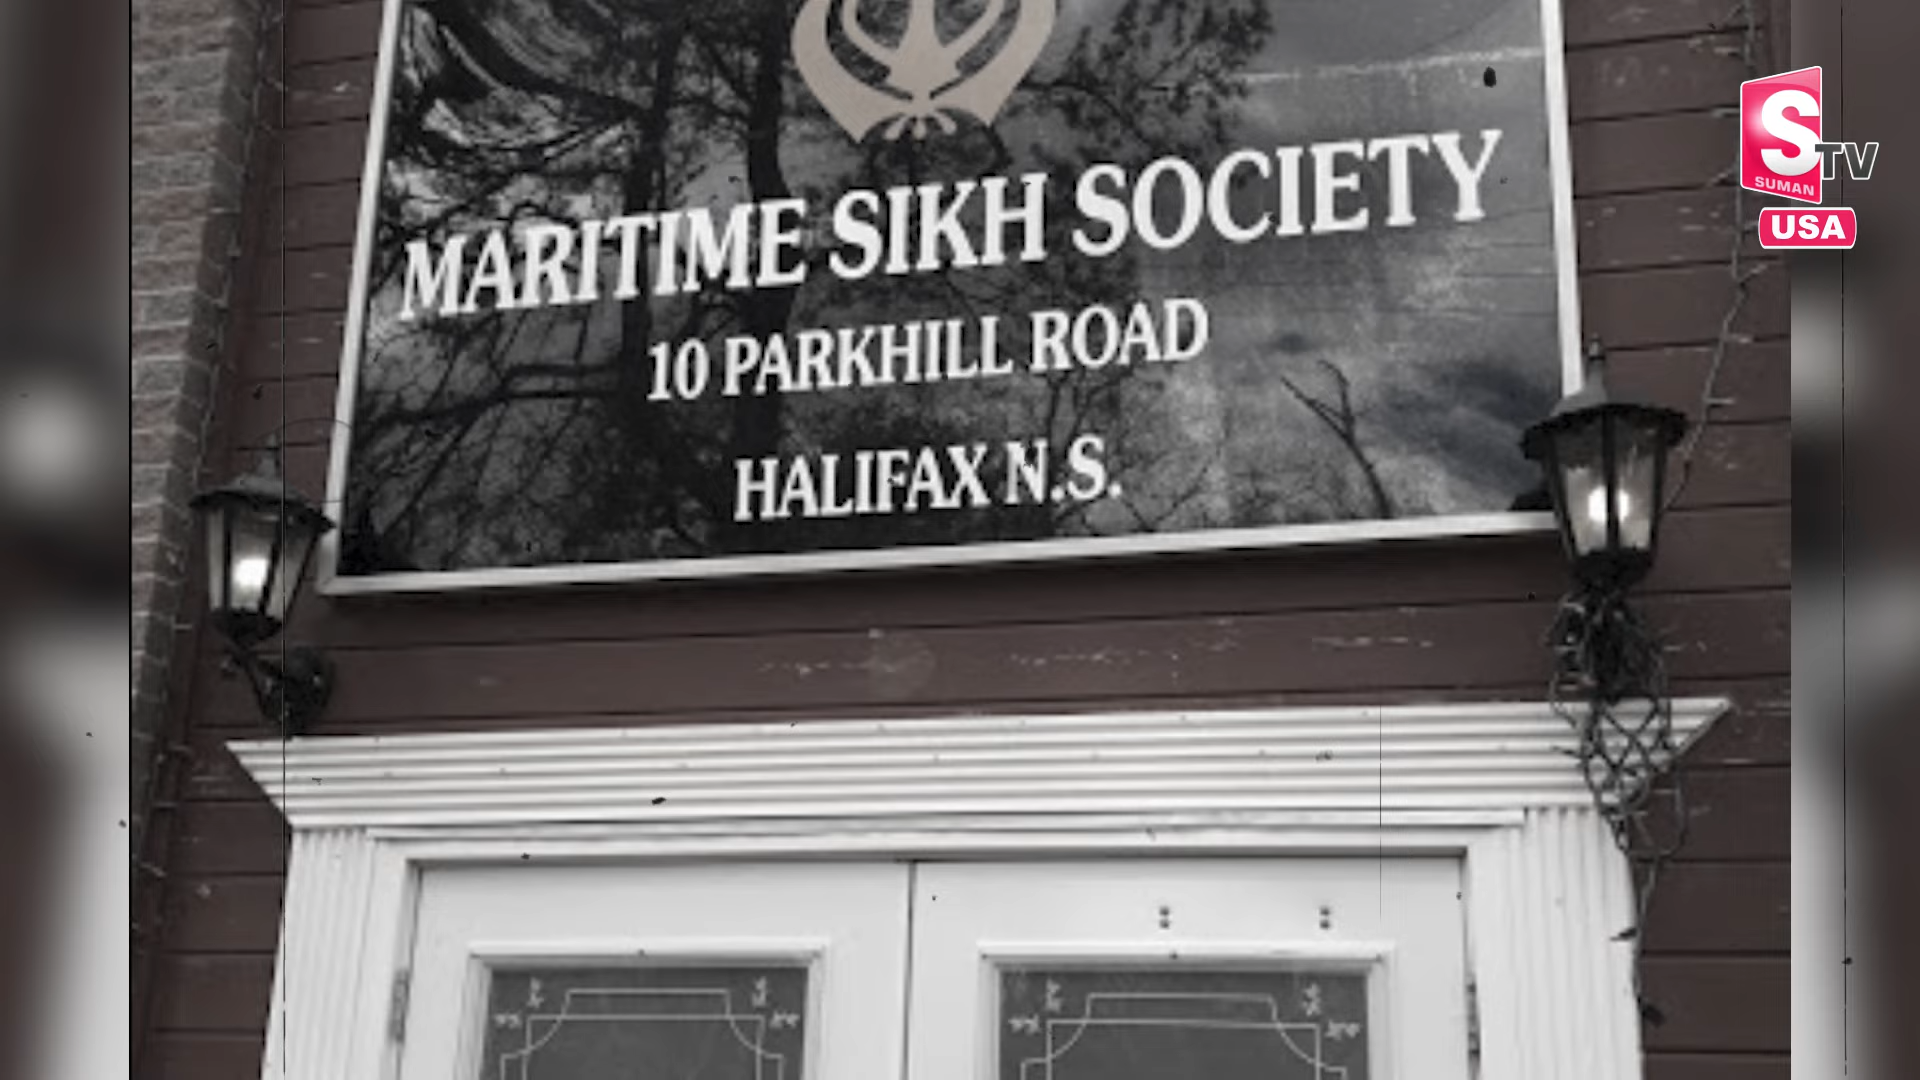 MARITIME SIKH SOCIETY
10 PARKHILL ROAD
HALIFAX N.S.
S TV
SUMAN
USA